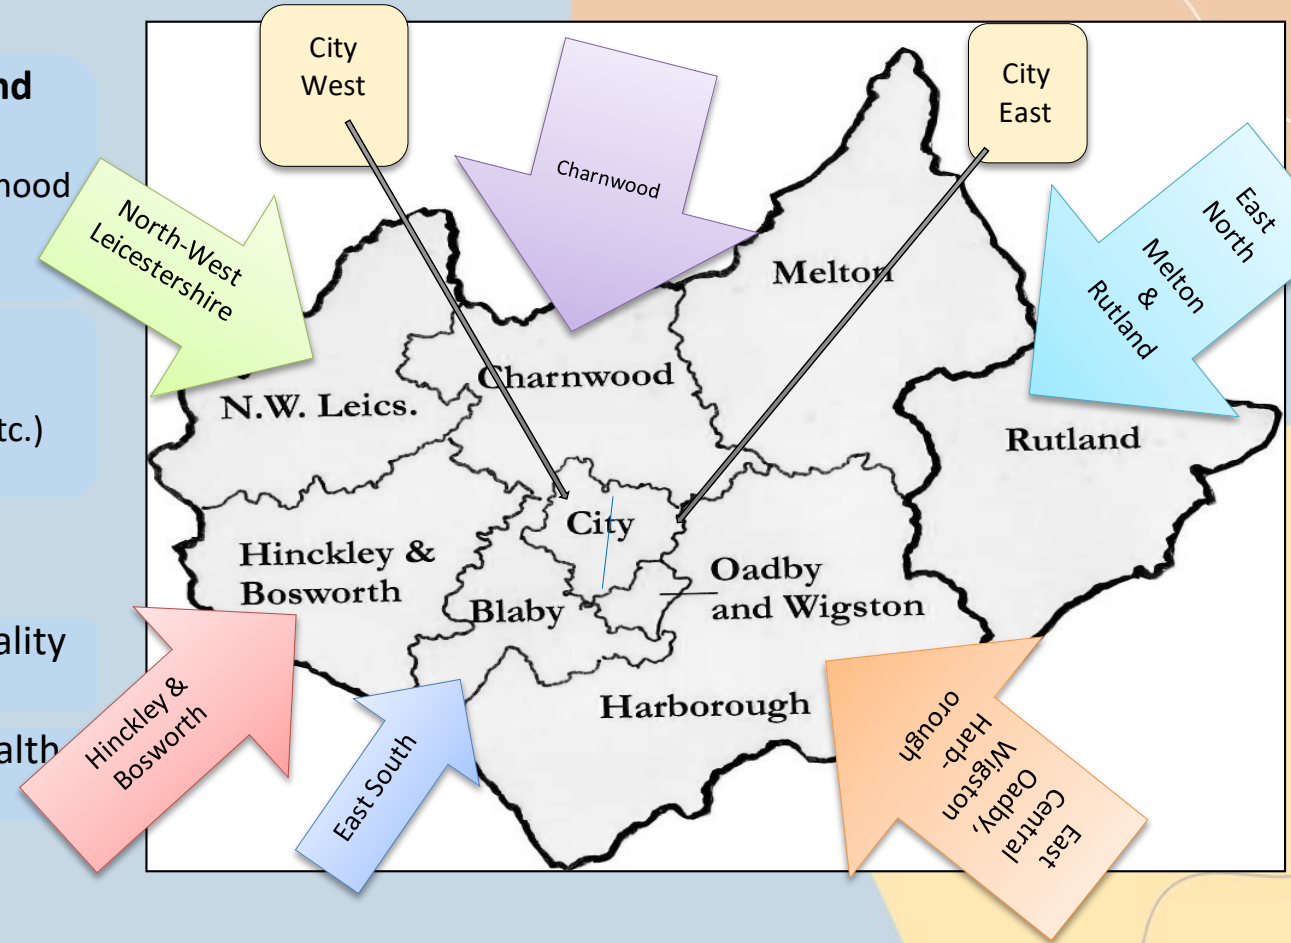 City
West
City
East
nd
hood
tc.)
ality
alth
Charnwood
North-West
Leicestershire
East
North
Melton
&
Rutland
Melton
Charnwood
N.W. Leics.
Rutland
City
Hinckley &
Bosworth
Oadby
and Wigston
Blaby
Harborough
Hinckley &
Bosworth
East South
East
Central
Oadby,
Wigston
Harb-
orough